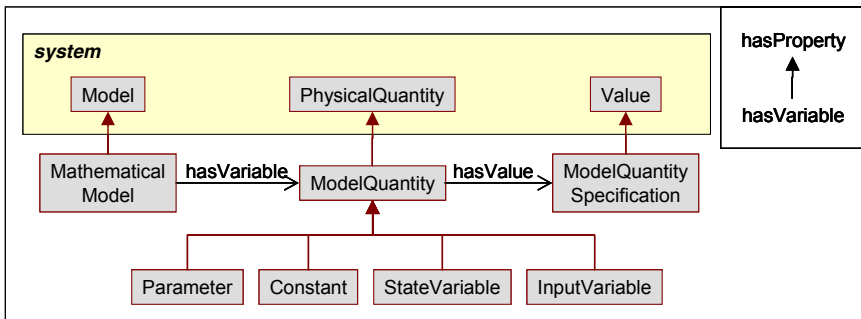 system
hasProperty
Model
PhysicalQuantity
Value
hasVariable
Mathematical
Model
hasVariable
ModelQuantity
hasValue
ModelQuantity
Specification
Parameter
Constant
StateVariable
InputVariable